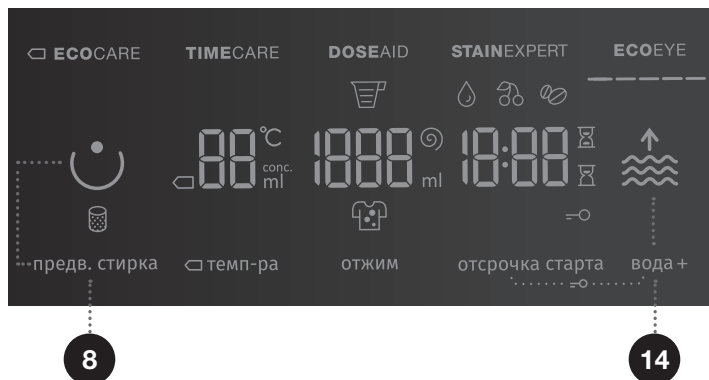 ECOCARE TIMECARE DOSEAID STAINEXPERT ECOEYE
88 °C conc. ml 1888 ml 18:88
предв. стирка темп-ра отжим отсрочка старта вода +
8 14